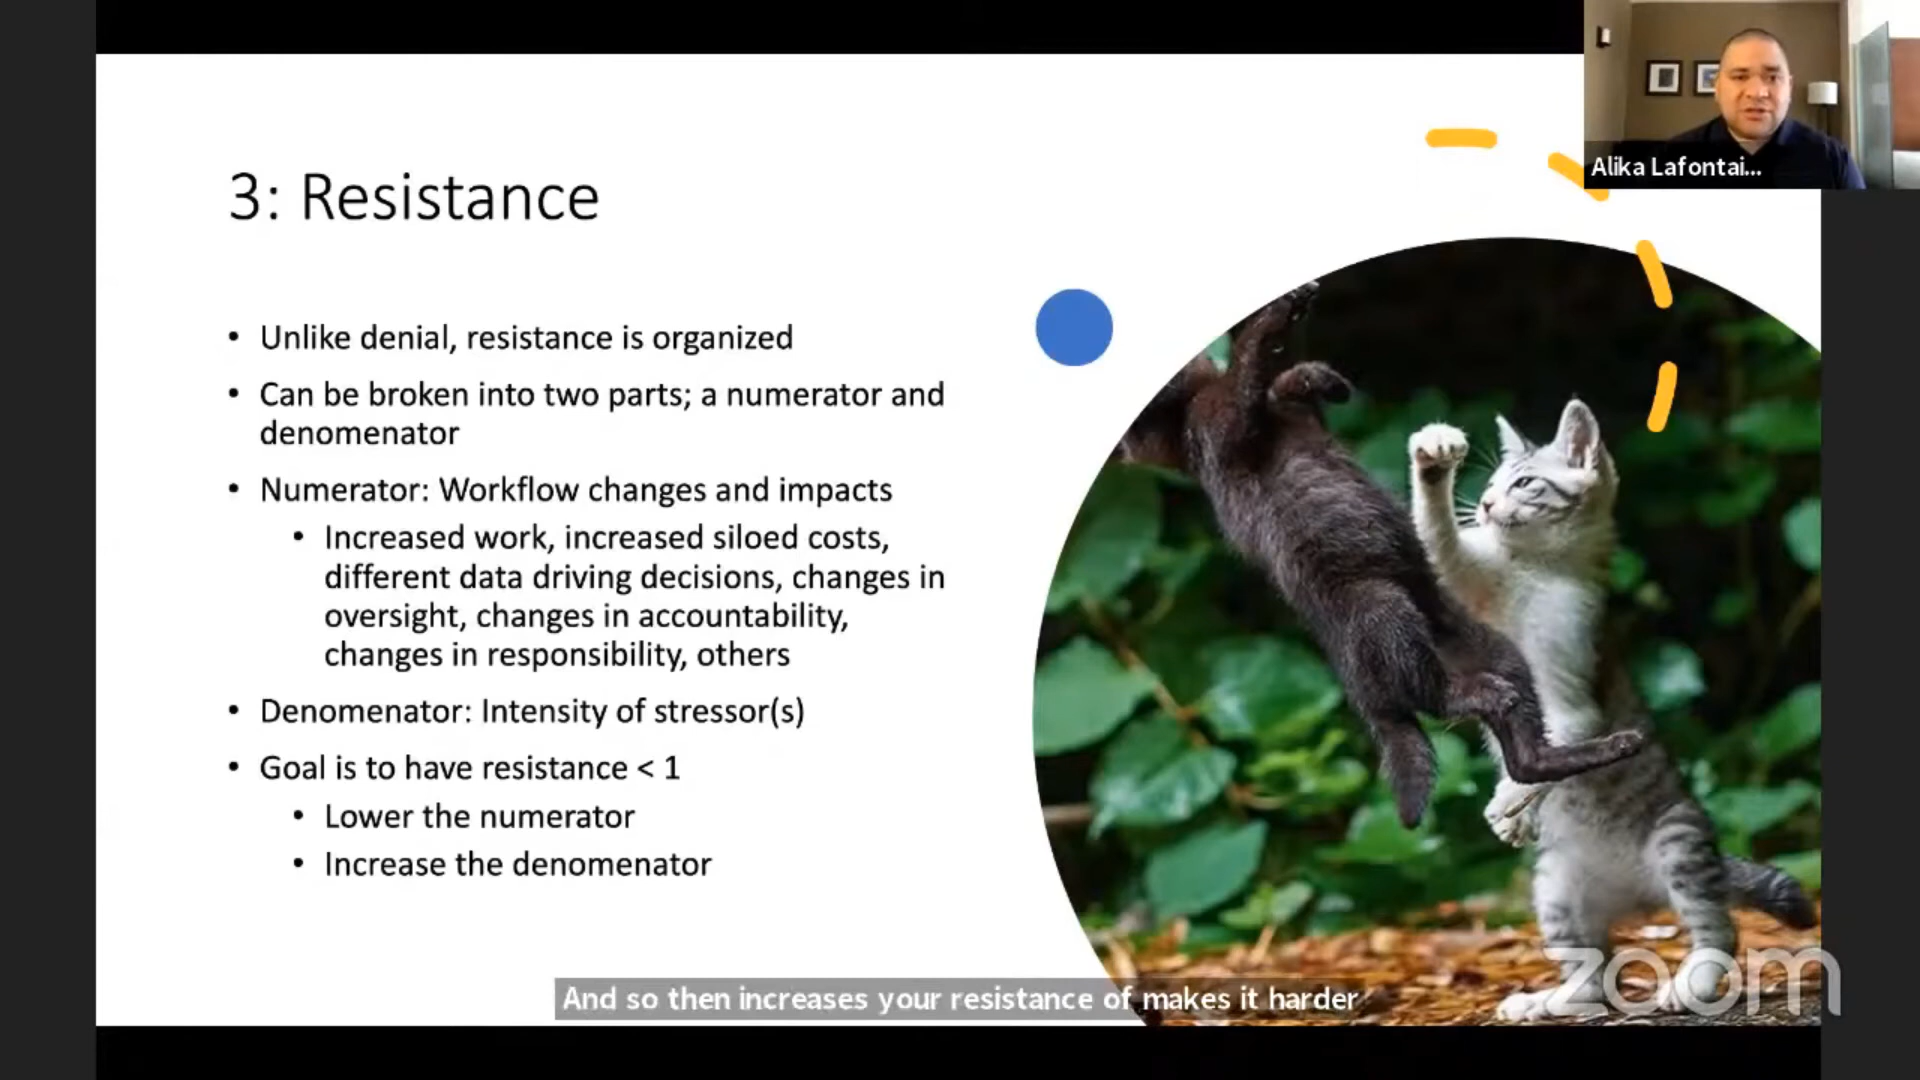 Alika Lafontai...
3: Resistance
• Unlike denial, resistance is organized
• Can be broken into two parts; a numerator and
denomenator
• Numerator: Workflow changes and impacts
• Increased work, increased siloed costs,
different data driving decisions, changes in
oversight, changes in accountability,
changes in responsibility, others
• Denomenator: Intensity of stressor(s)
• Goal is to have resistance < 1
• Lower the numerator
• Increase the denomenator
And so then increases your resistance of makes it harder
zoom